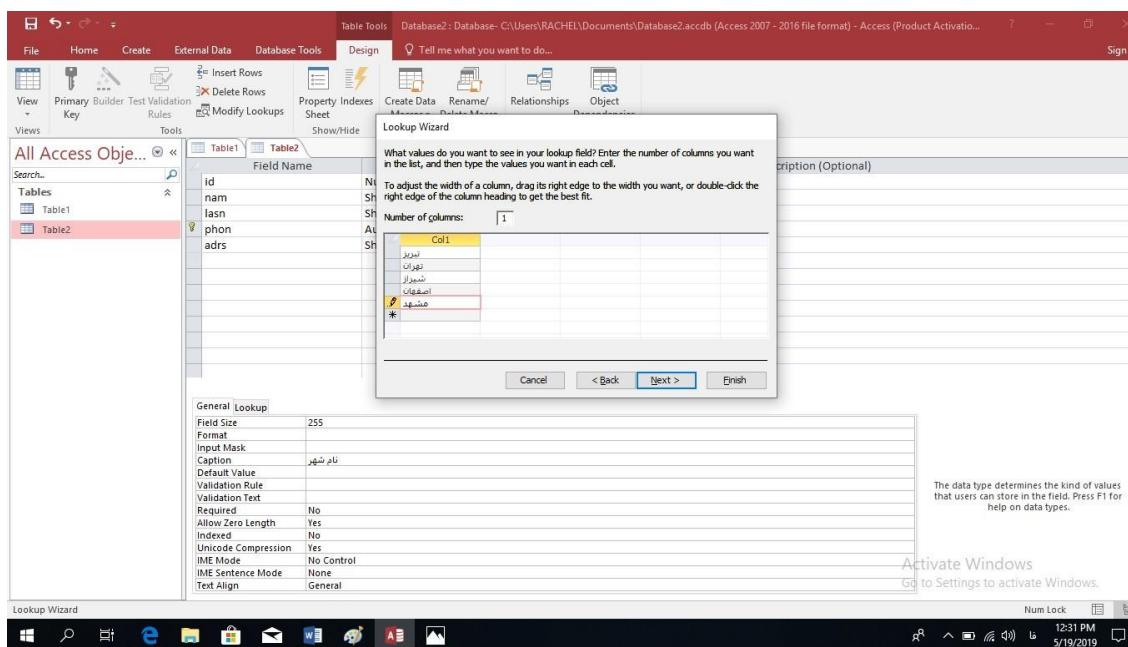 Table Tools Database2 : Database- C:\Users\RACHEL\Documents\Database2.accdb (Access 2007 - 2016 file format) - Access (Product Activatio...
File Home Create External Data Database Tools Design Tell me what you want to do... Sign
View
Views
Primary Key
Builder
Test Validation Rules
Insert Rows
Delete Rows
Modify Lookups
Tools
Property Sheet
Indexes
Show/Hide
Create Data
Rename/
Relationships
Object
All Access Obje...
Search...
Tables
Table1
Table2
Table1 Table2
Field Name
cription (Optional)
id
nam
lasn
phon
adrs
Nu
Sh
Sh
Au
Sh
Lookup Wizard
What values do you want to see in your lookup field? Enter the number of columns you want
in the list, and then type the values you want in each cell.
To adjust the width of a column, drag its right edge to the width you want, or double-click the
right edge of the column heading to get the best fit.
Number of columns: 1
Col1
تبریز
تهران
شیراز
اصفهان
مشهد
Cancel < Back Next > Finish
General Lookup
Field Size 255
Format
Input Mask
Caption نام شهر
Default Value
Validation Rule
Validation Text
Required No
Allow Zero Length Yes
Indexed No
Unicode Compression Yes
IME Mode No Control
IME Sentence Mode None
Text Align General
The data type determines the kind of values
that users can store in the field. Press F1 for
help on data types.
Activate Windows
Go to Settings to activate Windows.
Lookup Wizard
Num Lock
فا
12:31 PM
5/19/2019